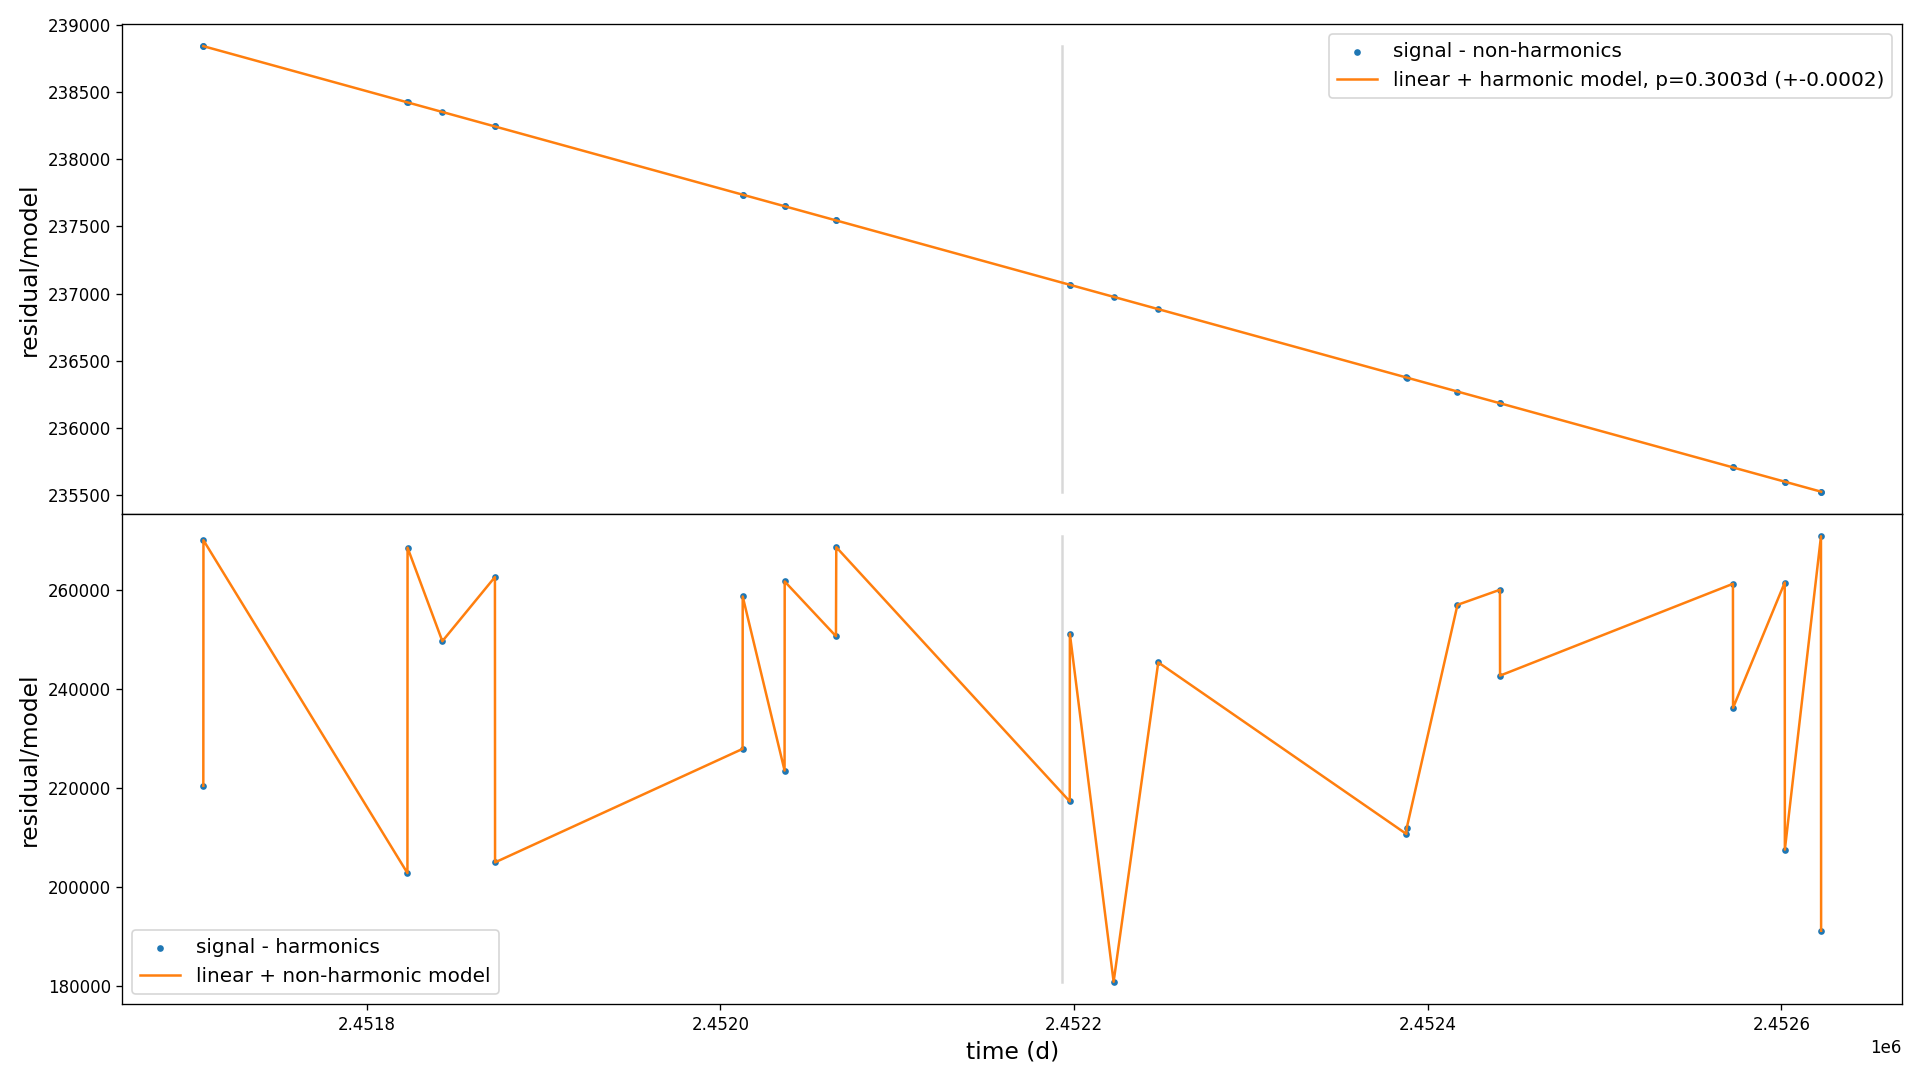 239000
238500
238000
237500
237000
236500
236000
235500
residual/model
signal - non-harmonics
linear + harmonic model, p=0.3003d (+-0.0002)
260000
240000
220000
200000
180000
residual/model
signal - harmonics
linear + non-harmonic model
2.4518 2.4520 2.4522 2.4524 2.4526
1e6
time (d)